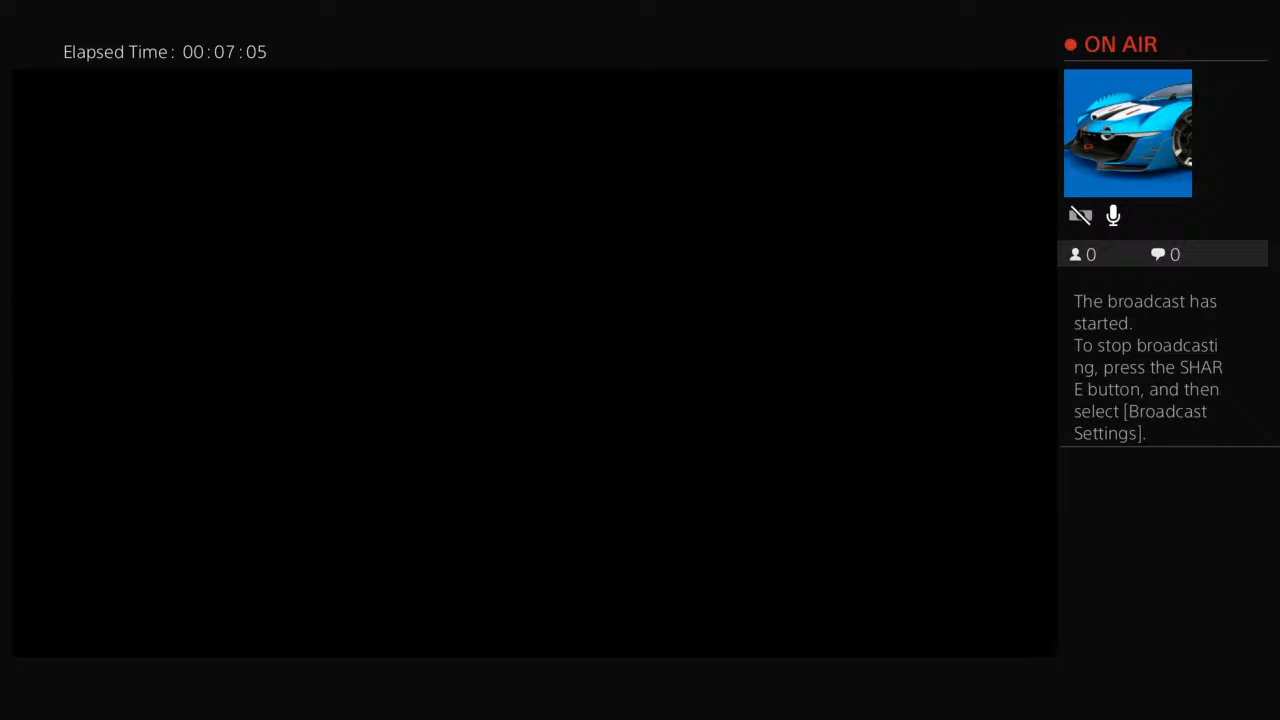 Elapsed Time: 00:07:05
ON AIR
0 0
The broadcast has
started.
To stop broadcasti
ng, press the SHAR
E button, and then
select [Broadcast
Settings].